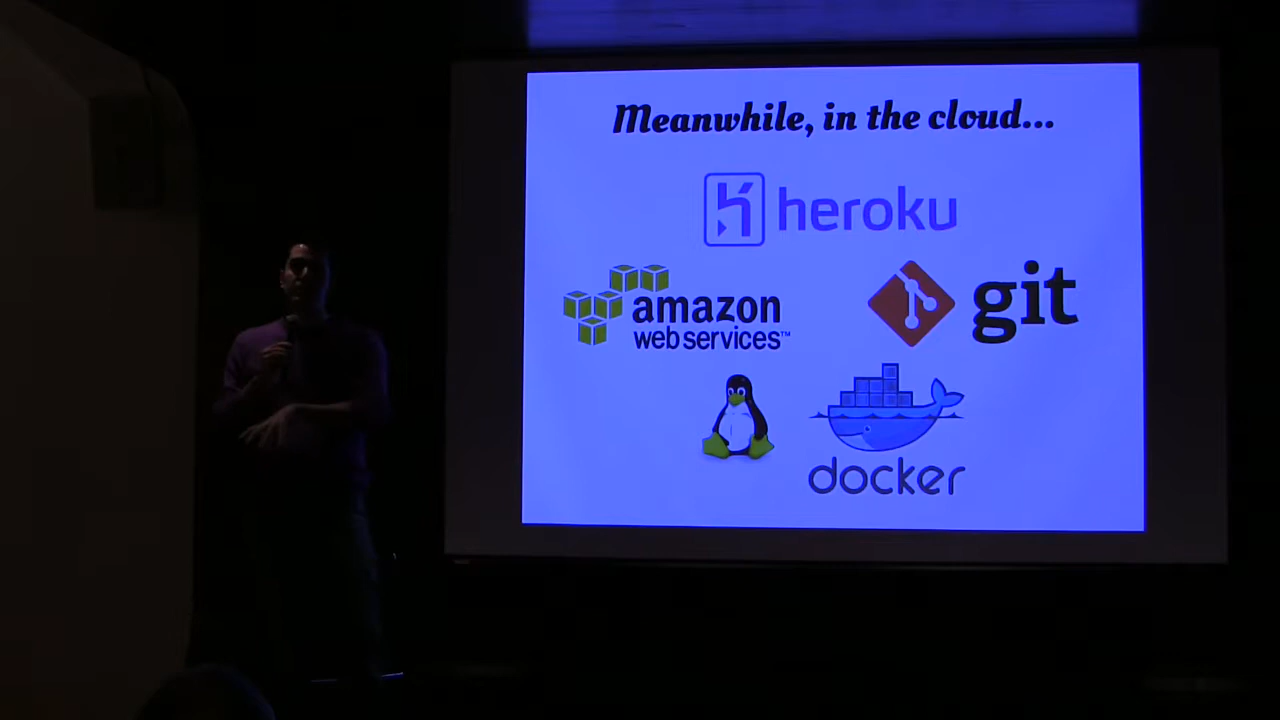 Meanwhile, in the cloud...
heroku
amazon
web services™
git
docker